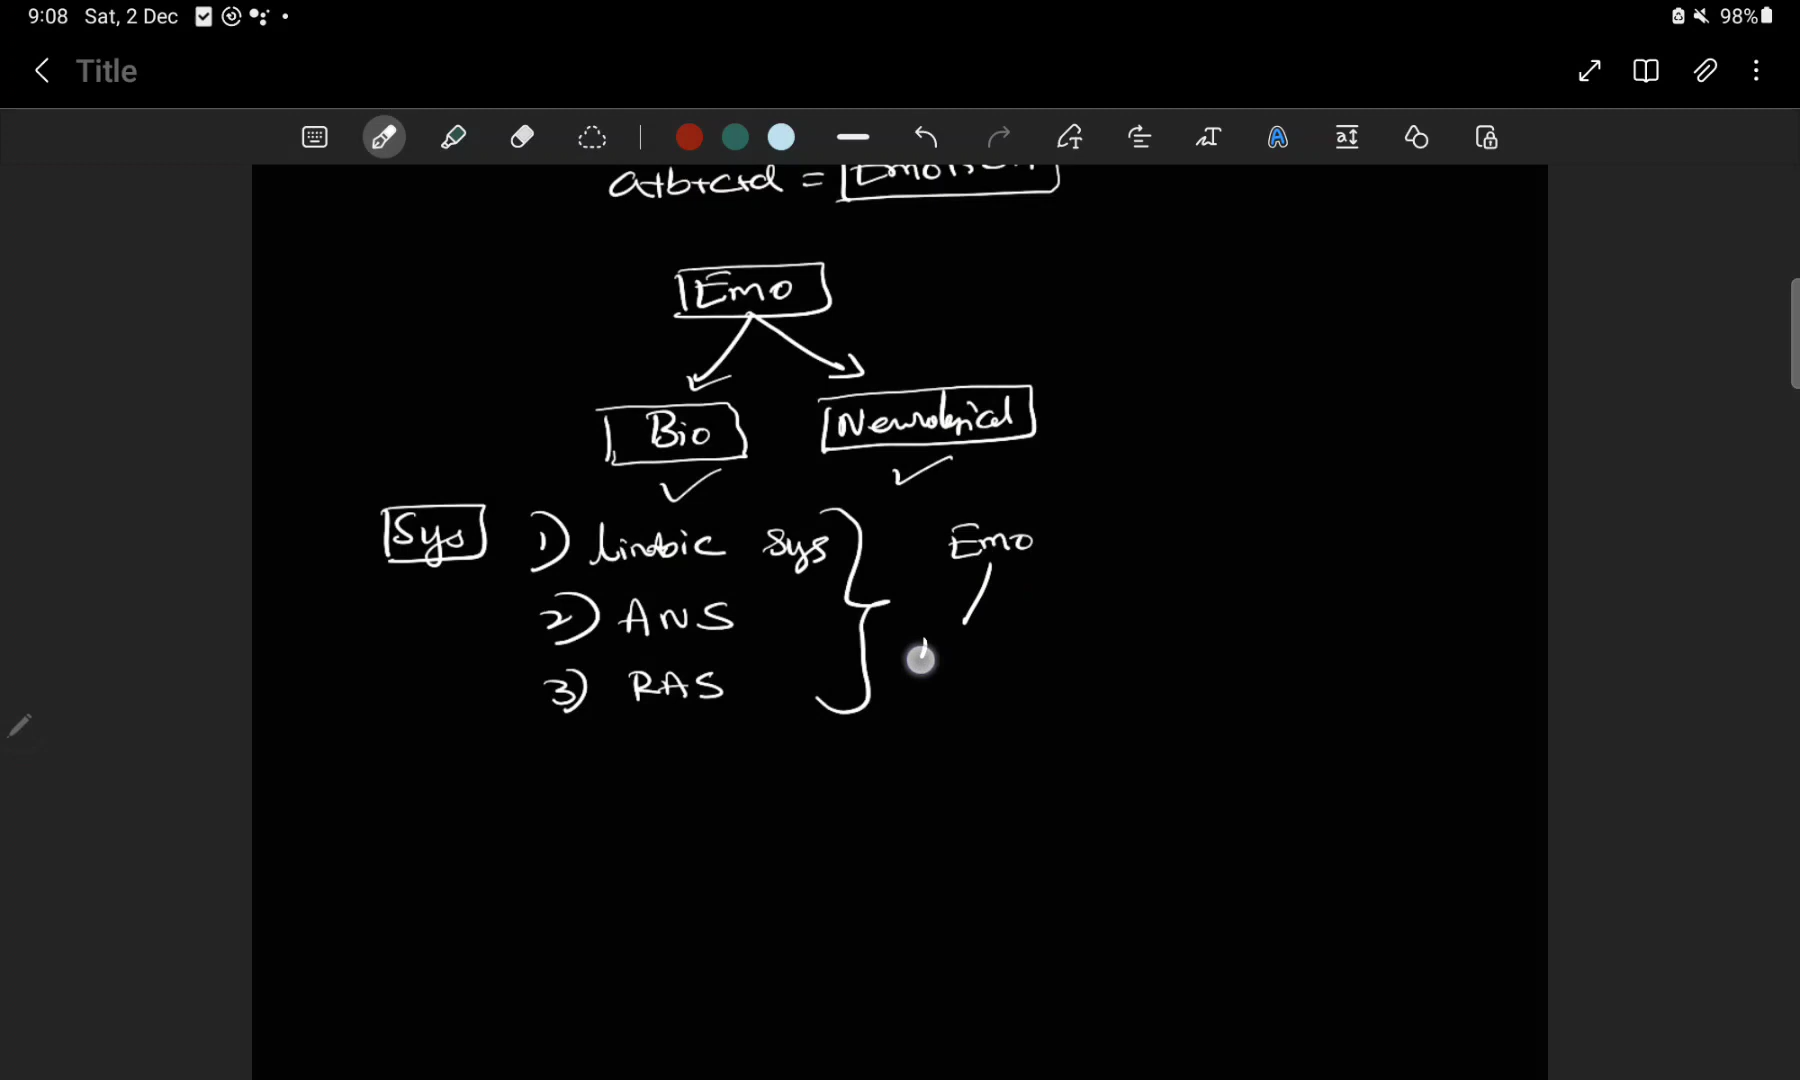 9:08 Sat, 2 Dec 98%
Title
a+b+c+d = Emotion
Emo
Bio Neurological
Sys 1) limbic sys Emo
2) ANS
3) RAS